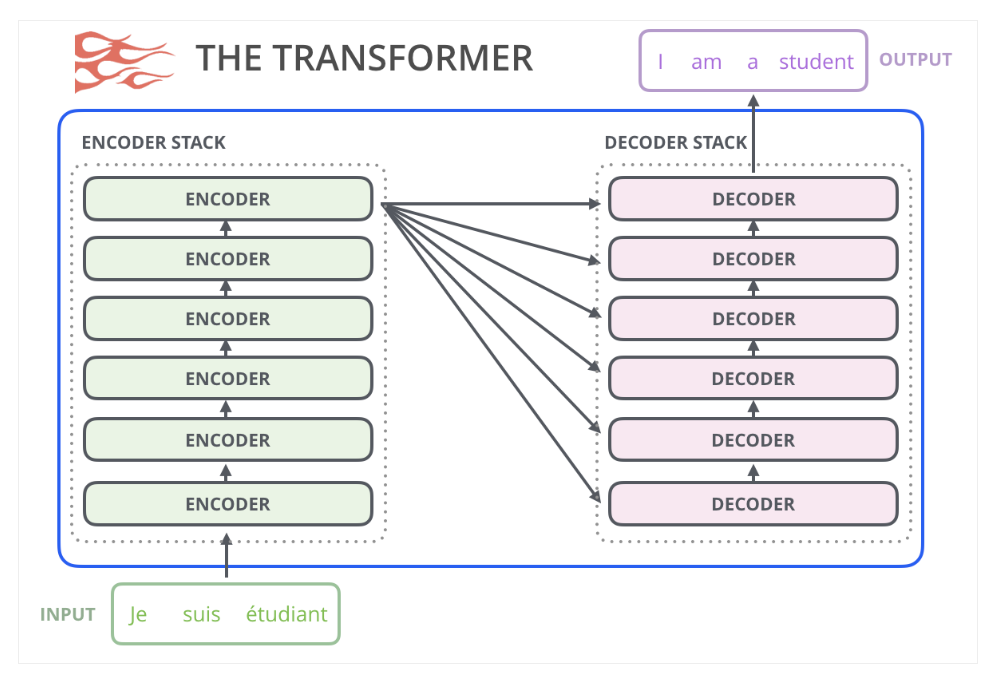 THE TRANSFORMER
I am a student
OUTPUT
ENCODER STACK
DECODER STACK
ENCODER
DECODER
ENCODER
DECODER
ENCODER
DECODER
ENCODER
DECODER
ENCODER
DECODER
ENCODER
DECODER
INPUT
Je suis étudiant